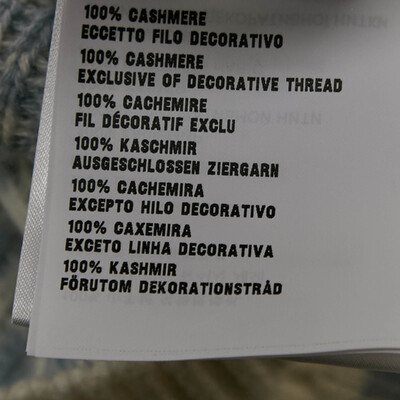 100% CASHMERE
ECCETTO FILO DECORATIVO
100% CASHMERE
EXCLUSIVE OF DECORATIVE THREAD
100% CACHEMIRE
FIL DÉCORATIF EXCLU
100% KASCHMIR
AUSGESCHLOSSEN ZIERGARN
100% CACHEMIRA
EXCEPTO HILO DECORATIVO
100% CAXEMIRA
EXCETO LINHA DECORATIVA
100% KASHMIR
FÖRUTOM DEKORATIONSTRÅD